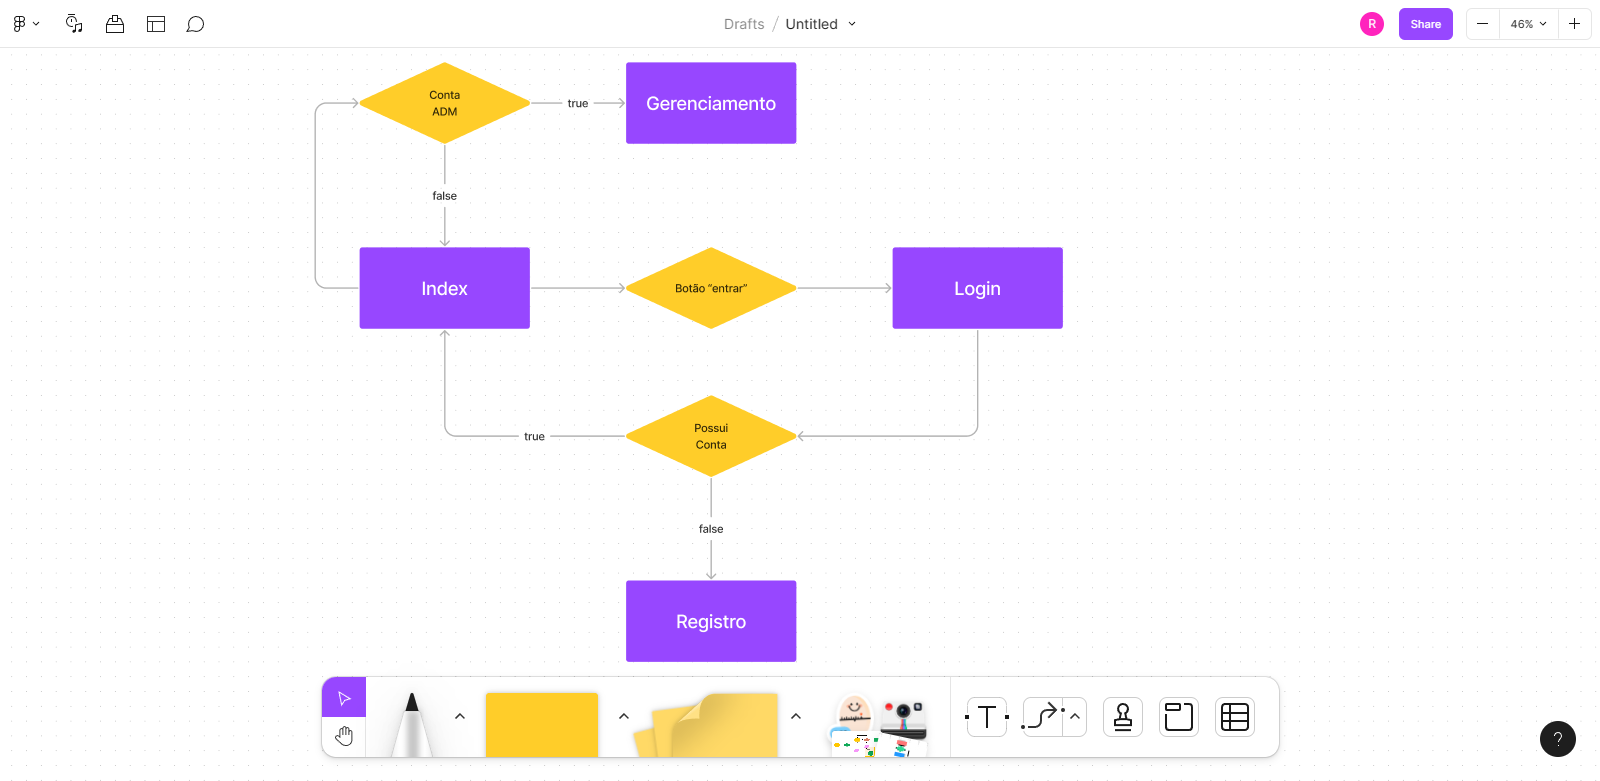 Drafts / Untitled
R
Share
46%
Conta
ADM
true
Gerenciamento
false
Index
Botão “entrar”
Login
Possui
Conta
true
false
Registro
T
?